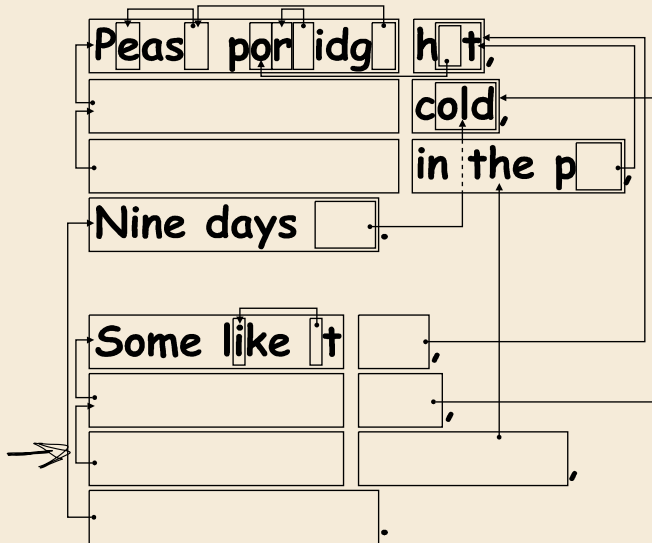 Peas por idg h t,
cold,
in the p ,
Nine days .
Some like t ,
,
,
.